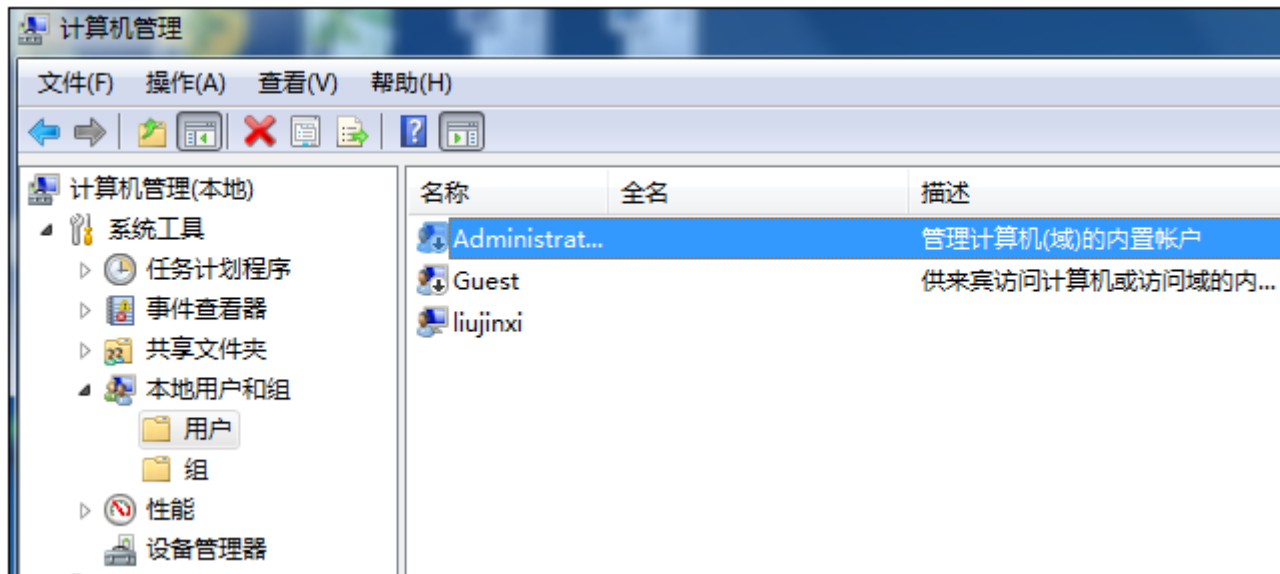 计算机管理
文件(F) 操作(A) 查看(V) 帮助(H)
计算机管理(本地)
系统工具
任务计划程序
事件查看器
共享文件夹
本地用户和组
用户
组
性能
设备管理器
名称 全名 描述
Administrat... 管理计算机(域)的内置帐户
Guest 供来宾访问计算机或访问域的内...
liujinxi